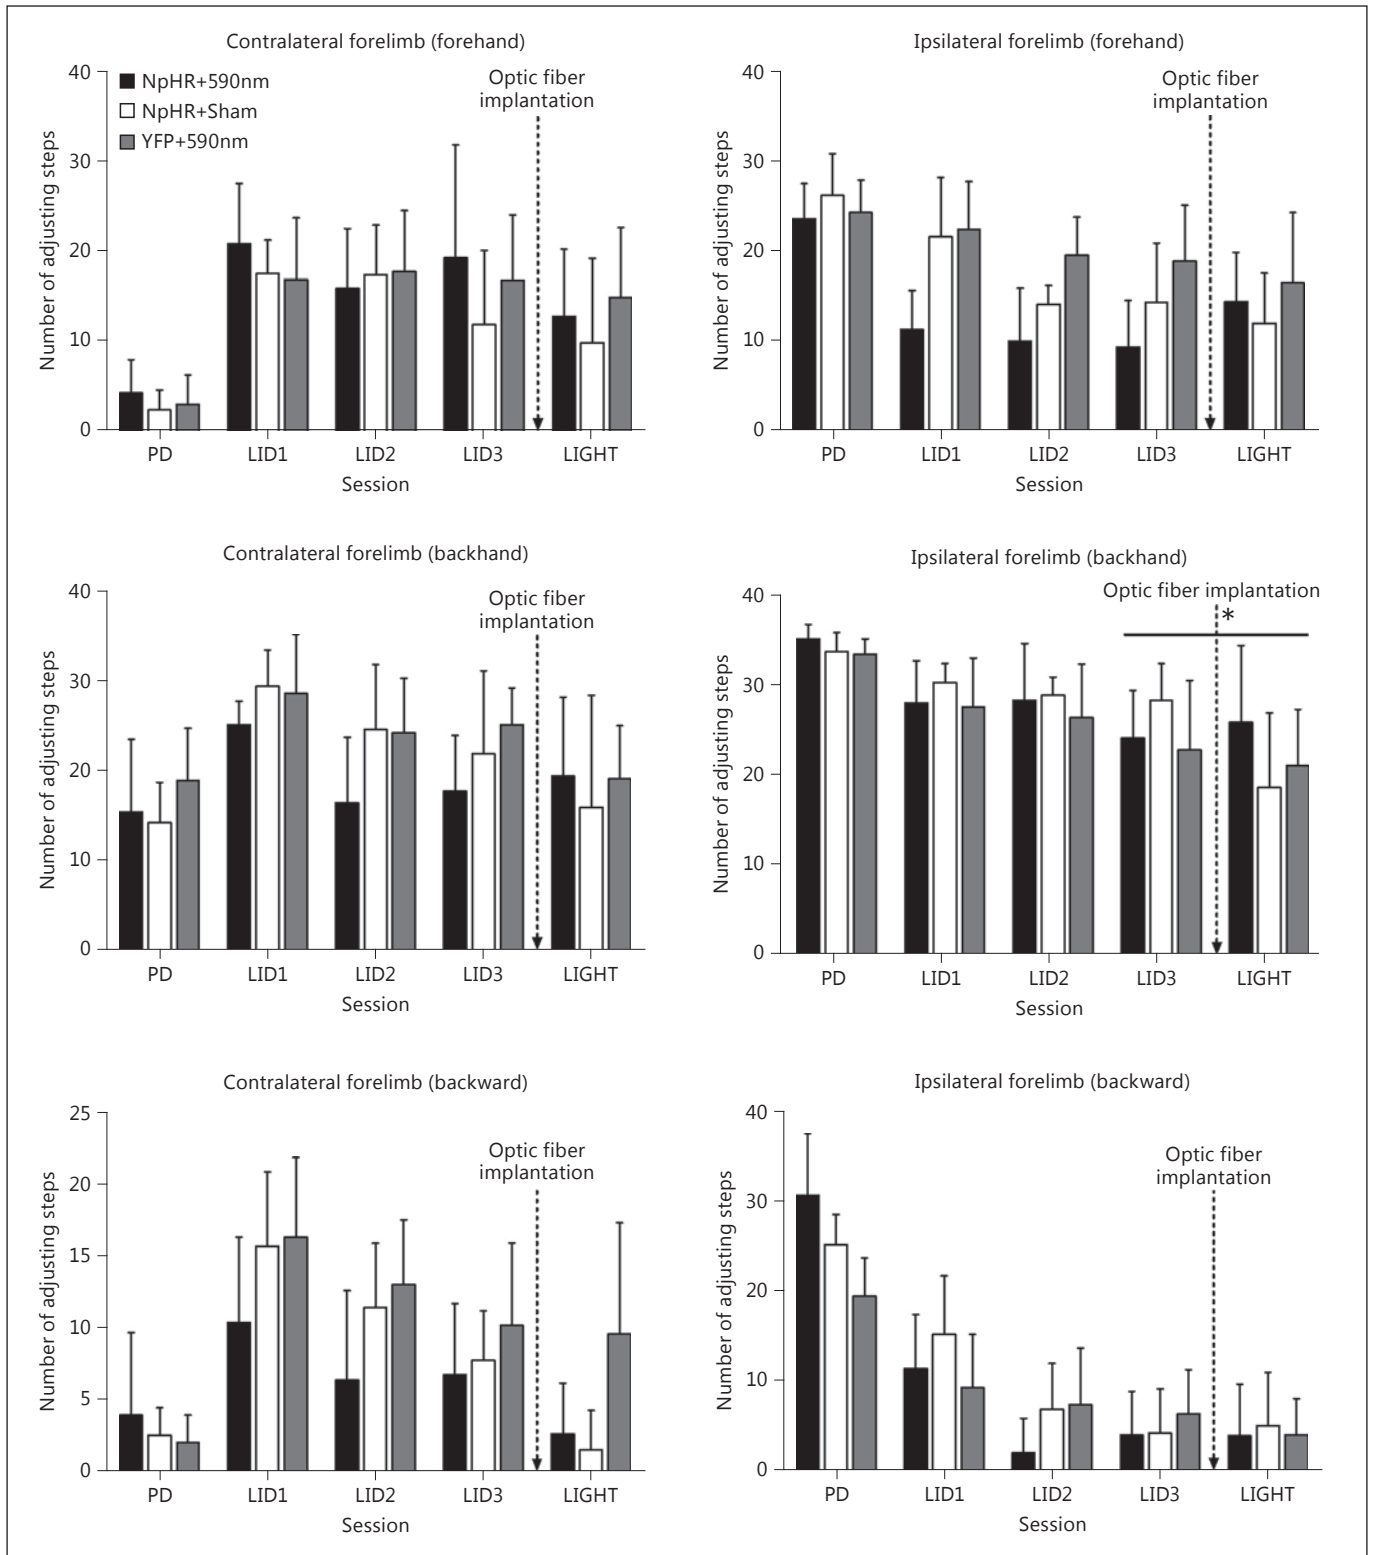 Contralateral forelimb (forehand)
40
30
20
10
0
Number of adjusting steps
NpHR+590nm
NpHR+Sham
YFP+590nm
Optic fiber
implantation
PD LID1 LID2 LID3 LIGHT
Session
Ipsilateral forelimb (forehand)
40
30
20
10
0
Number of adjusting steps
Optic fiber
implantation
PD LID1 LID2 LID3 LIGHT
Session
Contralateral forelimb (backhand)
40
30
20
10
0
Number of adjusting steps
Optic fiber
implantation
PD LID1 LID2 LID3 LIGHT
Session
Ipsilateral forelimb (backhand)
40
30
20
10
0
Number of adjusting steps
Optic fiber implantation
*
PD LID1 LID2 LID3 LIGHT
Session
Contralateral forelimb (backward)
25
20
15
10
5
0
Number of adjusting steps
Optic fiber
implantation
PD LID1 LID2 LID3 LIGHT
Session
Ipsilateral forelimb (backward)
40
30
20
10
0
Number of adjusting steps
Optic fiber
implantation
PD LID1 LID2 LID3 LIGHT
Session